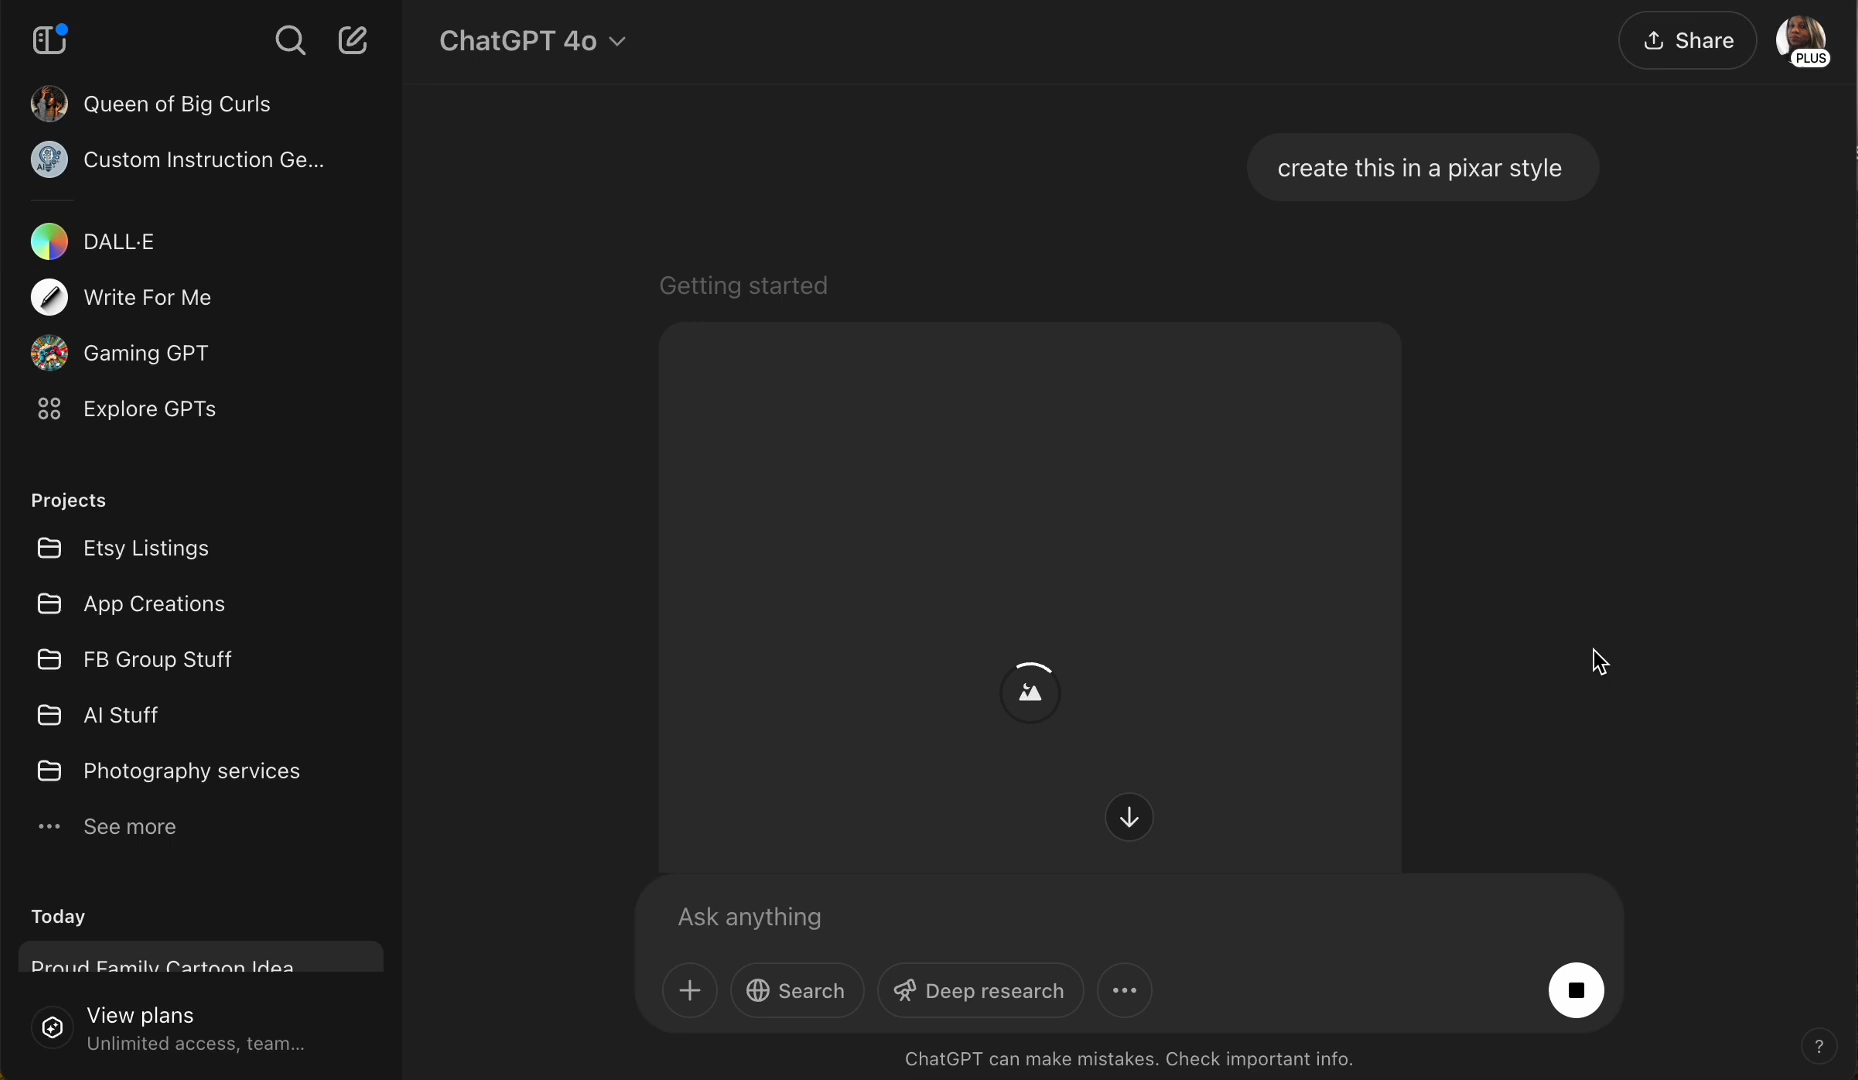 ChatGPT 4o
Share
PLUS
Queen of Big Curls
Custom Instruction Ge...
DALL·E
Write For Me
Gaming GPT
Explore GPTs
Projects
Etsy Listings
App Creations
FB Group Stuff
AI Stuff
Photography services
See more
Today
Proud Family Cartoon Idea
View plans
Unlimited access, team...
create this in a pixar style
Getting started
Ask anything
Search
Deep research
ChatGPT can make mistakes. Check important info.
?